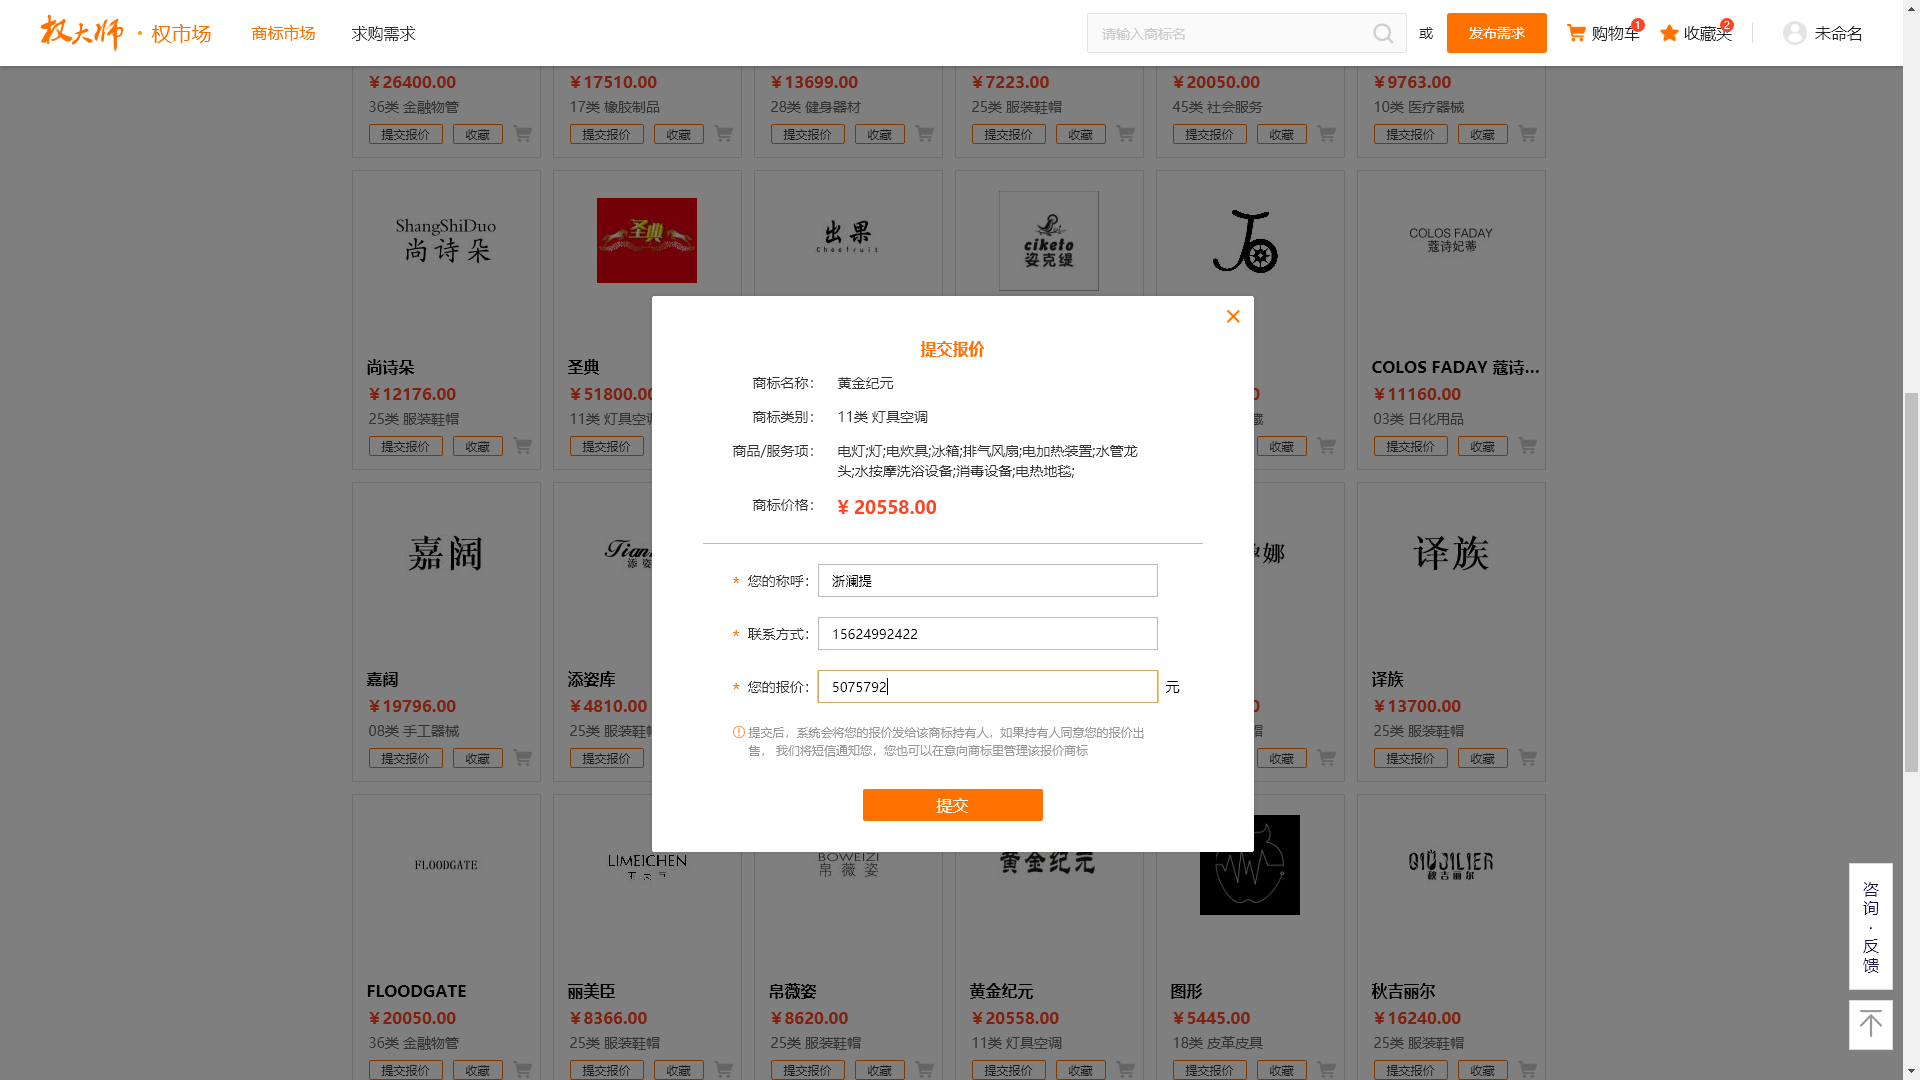 权大师 · 权市场 商标市场 求购需求 请输入商标名 或 发布需求 购物车 1 收藏夹 2 未命名
￥26400.00 ￥17510.00 ￥13699.00 ￥7223.00 ￥20050.00 ￥9763.00
36类 金融物管 17类 橡胶制品 28类 健身器材 25类 服装鞋帽 45类 社会服务 10类 医疗器械
提交报价 收藏 提交报价 收藏 提交报价 收藏 提交报价 收藏 提交报价 收藏 提交报价 收藏
ShangShiDuo
尚诗朵
圣典
出果
Cheefruit
ciketo
姿克缇
COLOS FADAY
蔻诗妃蒂
尚诗朵 圣典 COLOS FADAY 蔻诗...
￥12176.00 ￥51800.00 ￥11160.00
25类 服装鞋帽 11类 灯具空 03类 日化用品
提交报价 收藏 提交报价 收藏 提交报价 收藏
提交报价
商标名称： 黄金纪元
商标类别： 11类 灯具空调
商品/服务项： 电灯;灯;电炊具;冰箱;排气风扇;电加热装置;水管龙
头;水按摩洗浴设备;消毒设备;电热地毯;
商标价格： ¥ 20558.00
* 您的称呼： 浙澜提
* 联系方式： 15624992422
* 您的报价： 5075792 元
提交后，系统会将您的报价发给该商标持有人，如果持有人同意您的报价出
售， 我们将短信通知您，您也可以在意向商标里管理该报价商标
提交
嘉阔
添姿
娜
译族
嘉阔 添姿库 译族
￥19796.00 ￥4810.00 ￥13700.00
08类 手工器械 25类 服装鞋 25类 服装鞋帽
提交报价 收藏 提交报价 收藏 提交报价 收藏
FLOODGATE
LIMEICHEN
BOWEIZI
帛薇姿
黄金纪元
QIUJILIER
秋吉丽尔
FLOODGATE 丽美臣 帛薇姿 黄金纪元 图形 秋吉丽尔
￥20050.00 ￥8366.00 ￥8620.00 ￥20558.00 ￥5445.00 ￥16240.00
36类 金融物管 25类 服装鞋帽 25类 服装鞋帽 11类 灯具空调 18类 皮革皮具 25类 服装鞋帽
提交报价 收藏 提交报价 收藏 提交报价 收藏 提交报价 收藏 提交报价 收藏 提交报价 收藏
咨询·反馈